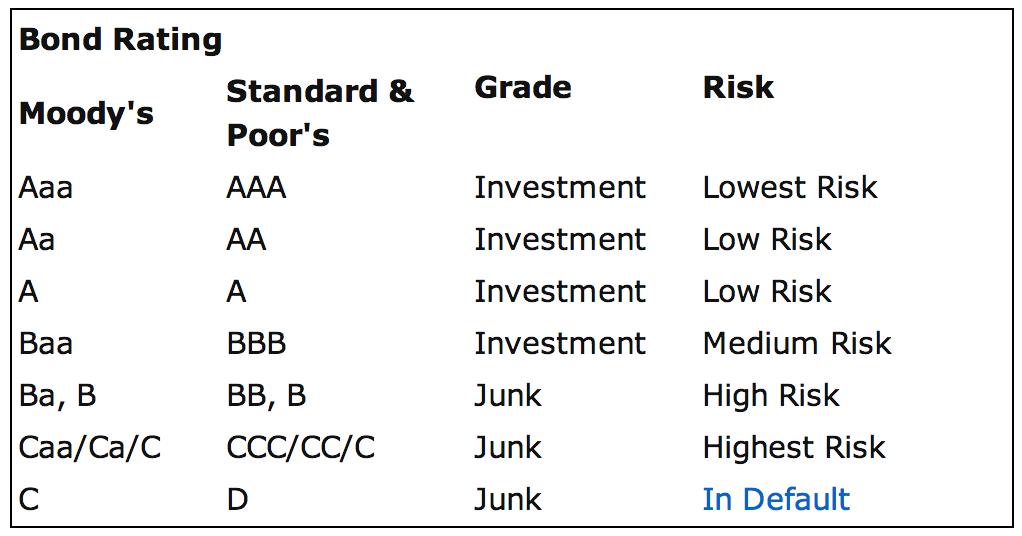 Bond Rating
Moody's Standard & Poor's Grade Risk
Aaa AAA Investment Lowest Risk
Aa AA Investment Low Risk
A A Investment Low Risk
Baa BBB Investment Medium Risk
Ba, B BB, B Junk High Risk
Caa/Ca/C CCC/CC/C Junk Highest Risk
C D Junk In Default